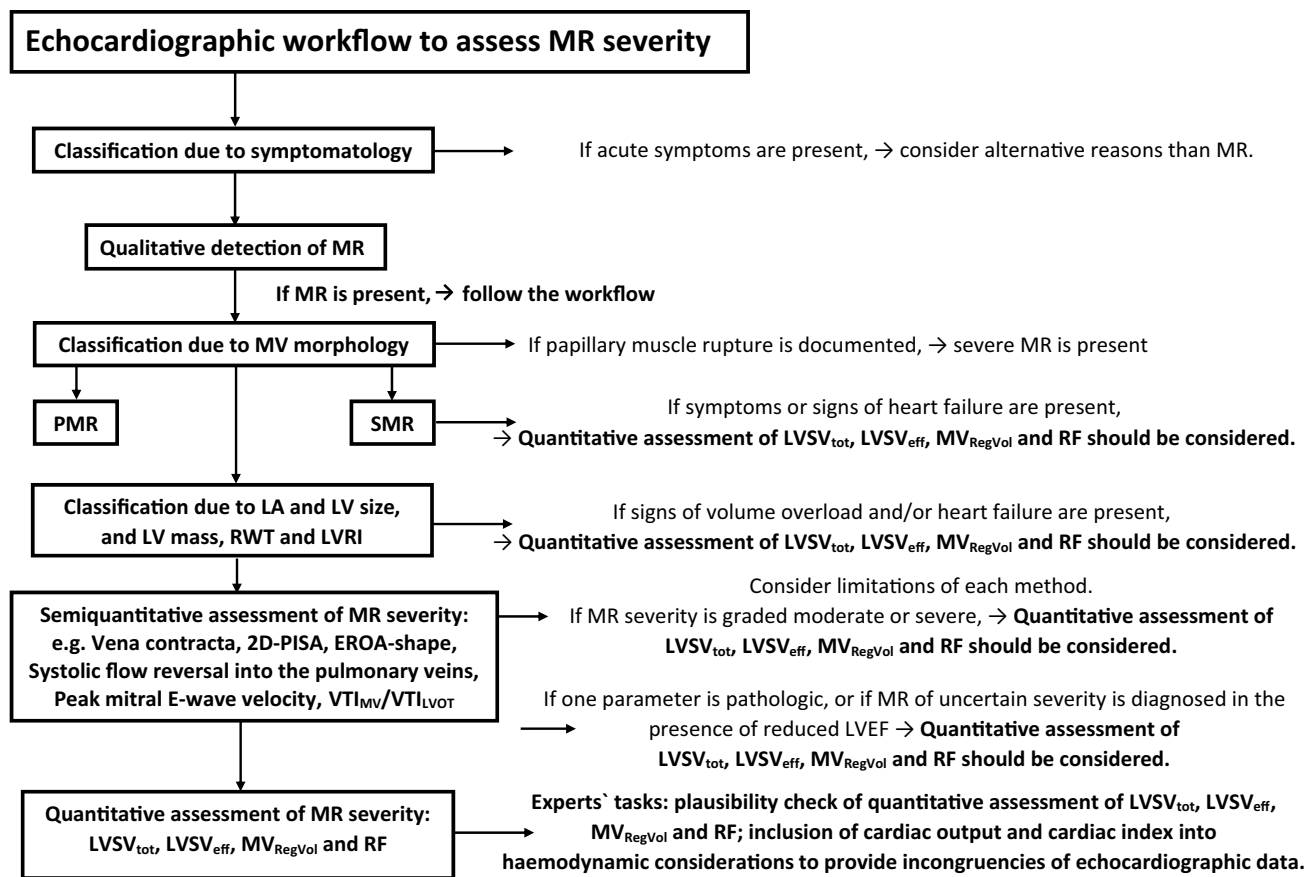 Echocardiographic workflow to assess MR severity
Classification due to symptomatology
If acute symptoms are present, → consider alternative reasons than MR.
Qualitative detection of MR
If MR is present, → follow the workflow
Classification due to MV morphology
If papillary muscle rupture is documented, → severe MR is present
PMR
SMR
If symptoms or signs of heart failure are present,
→ Quantitative assessment of LVSVtot, LVSVeff, MVRegVol and RF should be considered.
Classification due to LA and LV size,
and LV mass, RWT and LVRI
If signs of volume overload and/or heart failure are present,
→ Quantitative assessment of LVSVtot, LVSVeff, MVRegVol and RF should be considered.
Semiquantitative assessment of MR severity:
e.g. Vena contracta, 2D-PISA, EROA-shape,
Systolic flow reversal into the pulmonary veins,
Peak mitral E-wave velocity, VTIMV/VTILVOT
Consider limitations of each method.
If MR severity is graded moderate or severe, → Quantitative assessment of
LVSVtot, LVSVeff, MVRegVol and RF should be considered.
If one parameter is pathologic, or if MR of uncertain severity is diagnosed in the
presence of reduced LVEF → Quantitative assessment of
LVSVtot, LVSVeff, MVRegVol and RF should be considered.
Quantitative assessment of MR severity:
LVSVtot, LVSVeff, MVRegVol and RF
Experts` tasks: plausibility check of quantitative assessment of LVSVtot, LVSVeff,
MVRegVol and RF; inclusion of cardiac output and cardiac index into
haemodynamic considerations to provide incongruencies of echocardiographic data.